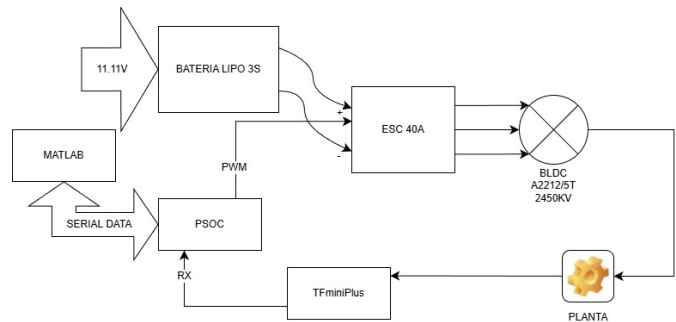 11.11V
BATERIA LIPO 3S
+
-
ESC 40A
BLDC
A2212/5T
2450KV
MATLAB
PWM
SERIAL DATA
PSOC
RX
TFminiPlus
PLANTA